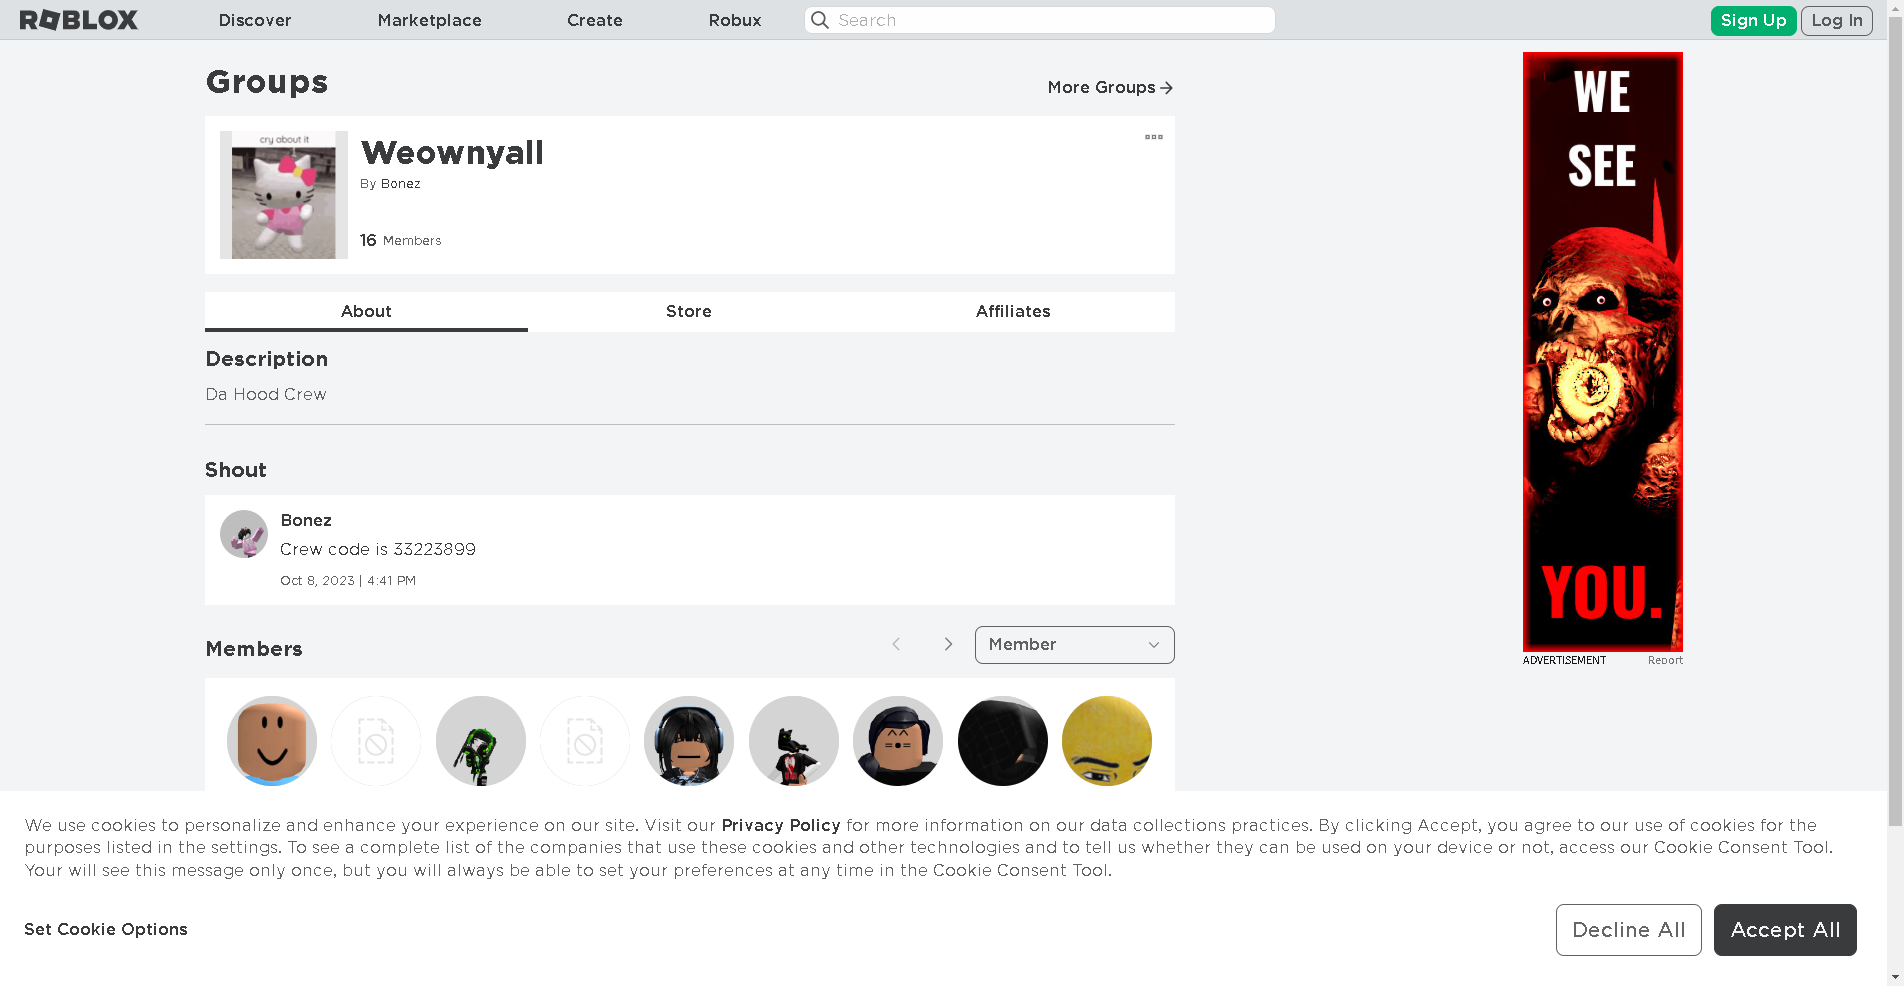 ROBLOX
Discover
Marketplace
Create
Robux
Search
Sign Up
Log In
Groups
More Groups
cry about it
Weownyall
By Bonez
16 Members
About
Store
Affiliates
Description
Da Hood Crew
Shout
Bonez
Crew code is 33223899
Oct 8, 2023 | 4:41 PM
Members
Member
WE
SEE
YOU.
ADVERTISEMENT
Report
We use cookies to personalize and enhance your experience on our site. Visit our Privacy Policy for more information on our data collections practices. By clicking Accept, you agree to our use of cookies for the
purposes listed in the settings. To see a complete list of the companies that use these cookies and other technologies and to tell us whether they can be used on your device or not, access our Cookie Consent Tool.
Your will see this message only once, but you will always be able to set your preferences at any time in the Cookie Consent Tool.
Set Cookie Options
Decline All
Accept All